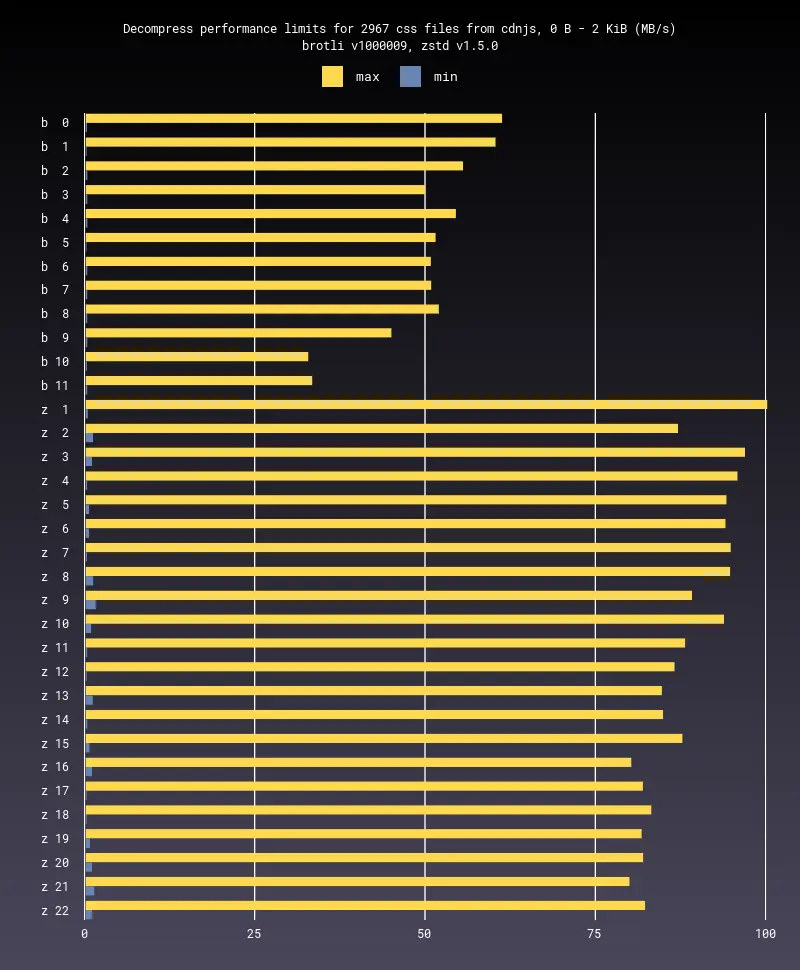 Decompress performance limits for 2967 css files from cdnjs, 0 B - 2 KiB (MB/s)
brotli v1000009, zstd v1.5.0
max min
b 0
b 1
b 2
b 3
b 4
b 5
b 6
b 7
b 8
b 9
b 10
b 11
z 1
z 2
z 3
z 4
z 5
z 6
z 7
z 8
z 9
z 10
z 11
z 12
z 13
z 14
z 15
z 16
z 17
z 18
z 19
z 20
z 21
z 22
0 25 50 75 100